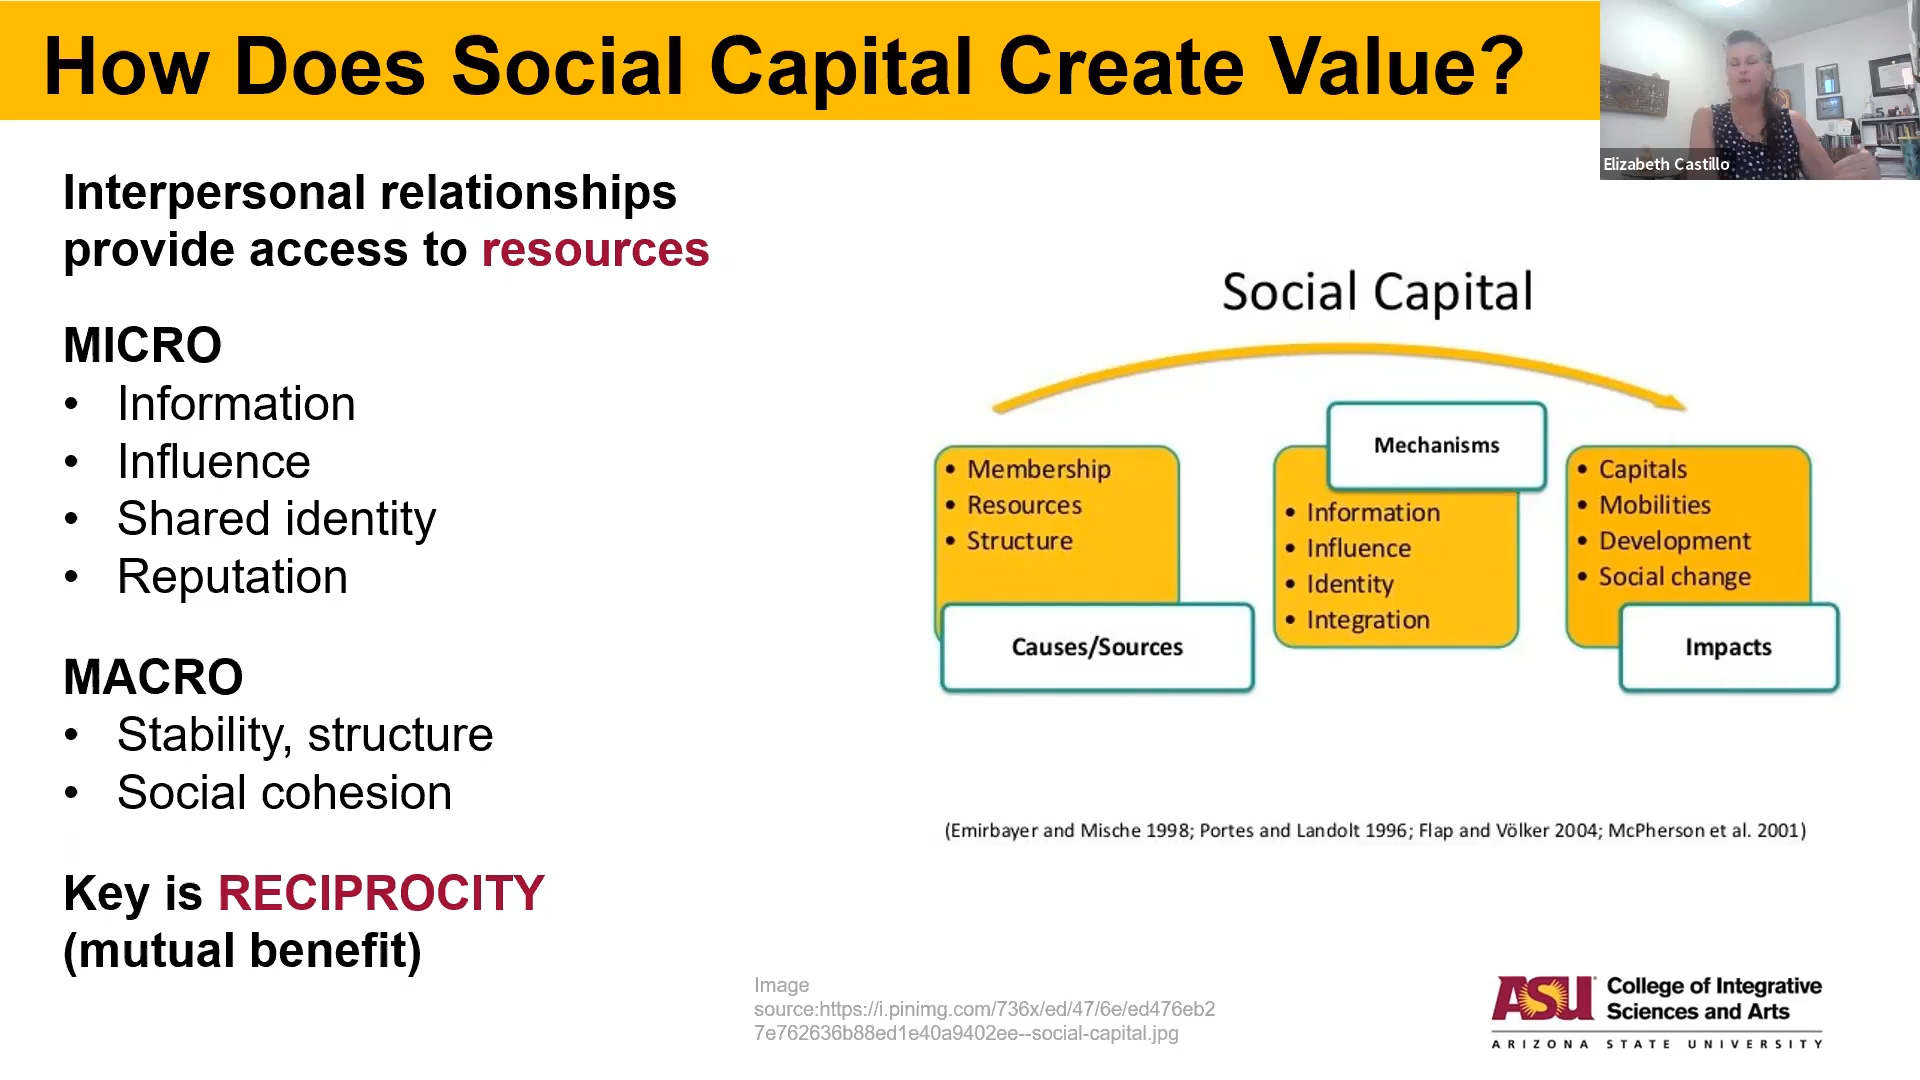 How Does Social Capital Create Value?
Elizabeth Castillo
Interpersonal relationships
provide access to resources
MICRO
• Information
• Influence
• Shared identity
• Reputation
MACRO
• Stability, structure
• Social cohesion
Key is RECIPROCITY
(mutual benefit)
Social Capital
• Membership
• Resources
• Structure
Causes/Sources
Mechanisms
• Information
• Influence
• Identity
• Integration
• Capitals
• Mobilities
• Development
• Social change
Impacts
(Emirbayer and Mische 1998; Portes and Landolt 1996; Flap and Völker 2004; McPherson et al. 2001)
Image
source:https://i.pinimg.com/736x/ed/47/6e/ed476eb2
7e762636b88ed1e40a9402ee--social-capital.jpg
ASU College of Integrative
Sciences and Arts
ARIZONA STATE UNIVERSITY